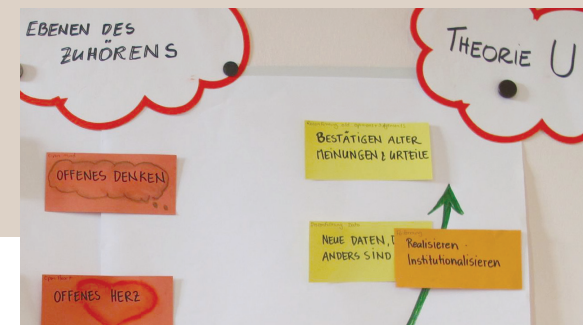 EBENEN DES
ZUHÖRENS
THEORIE U
BESTÄTIGEN ALTER
MEINUNGEN & URTEILE
OFFENES DENKEN
NEUE DATEN,
ANDERS SIND
Realisieren
Institutionalisieren
OFFENES HERZ